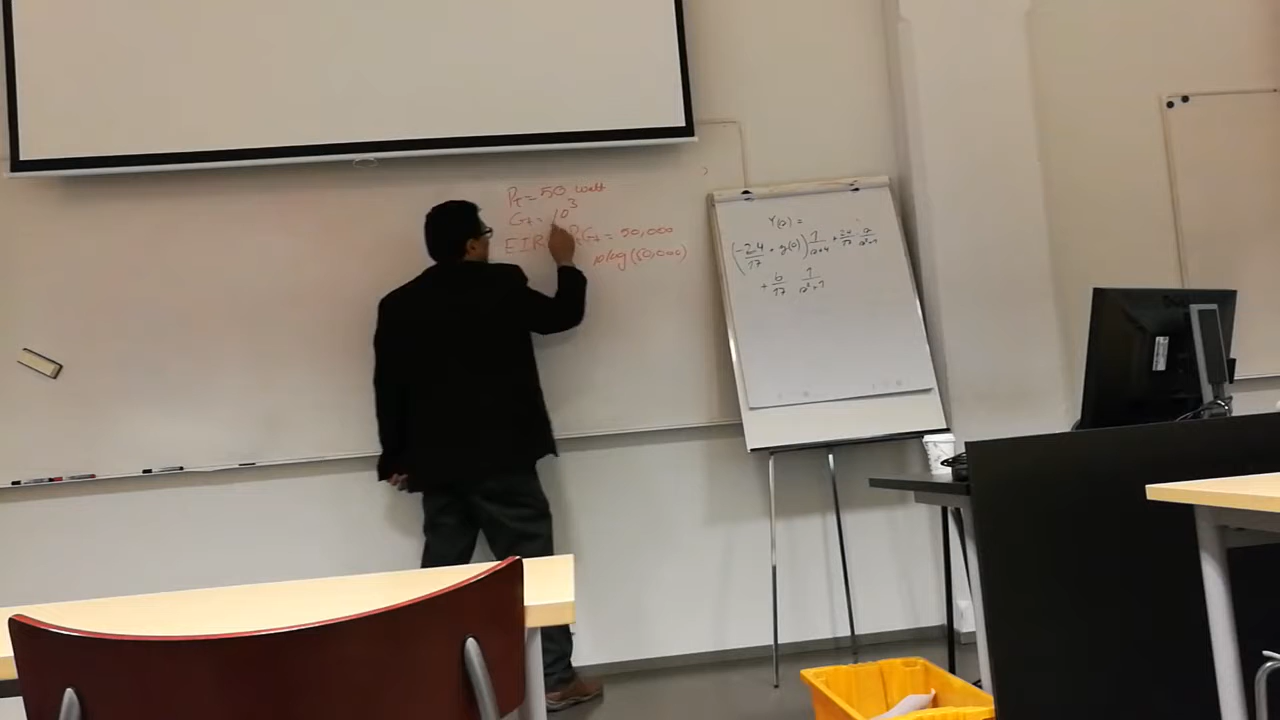 Pt = 50 watt
Gt = 10^3
EIR PtGt = 50,000
10log(50,000)
Y(s) =
(-24/17 + y(0)) 1/s+4 + 24/17 s/s²+1
+ 6/17 1/s²+1